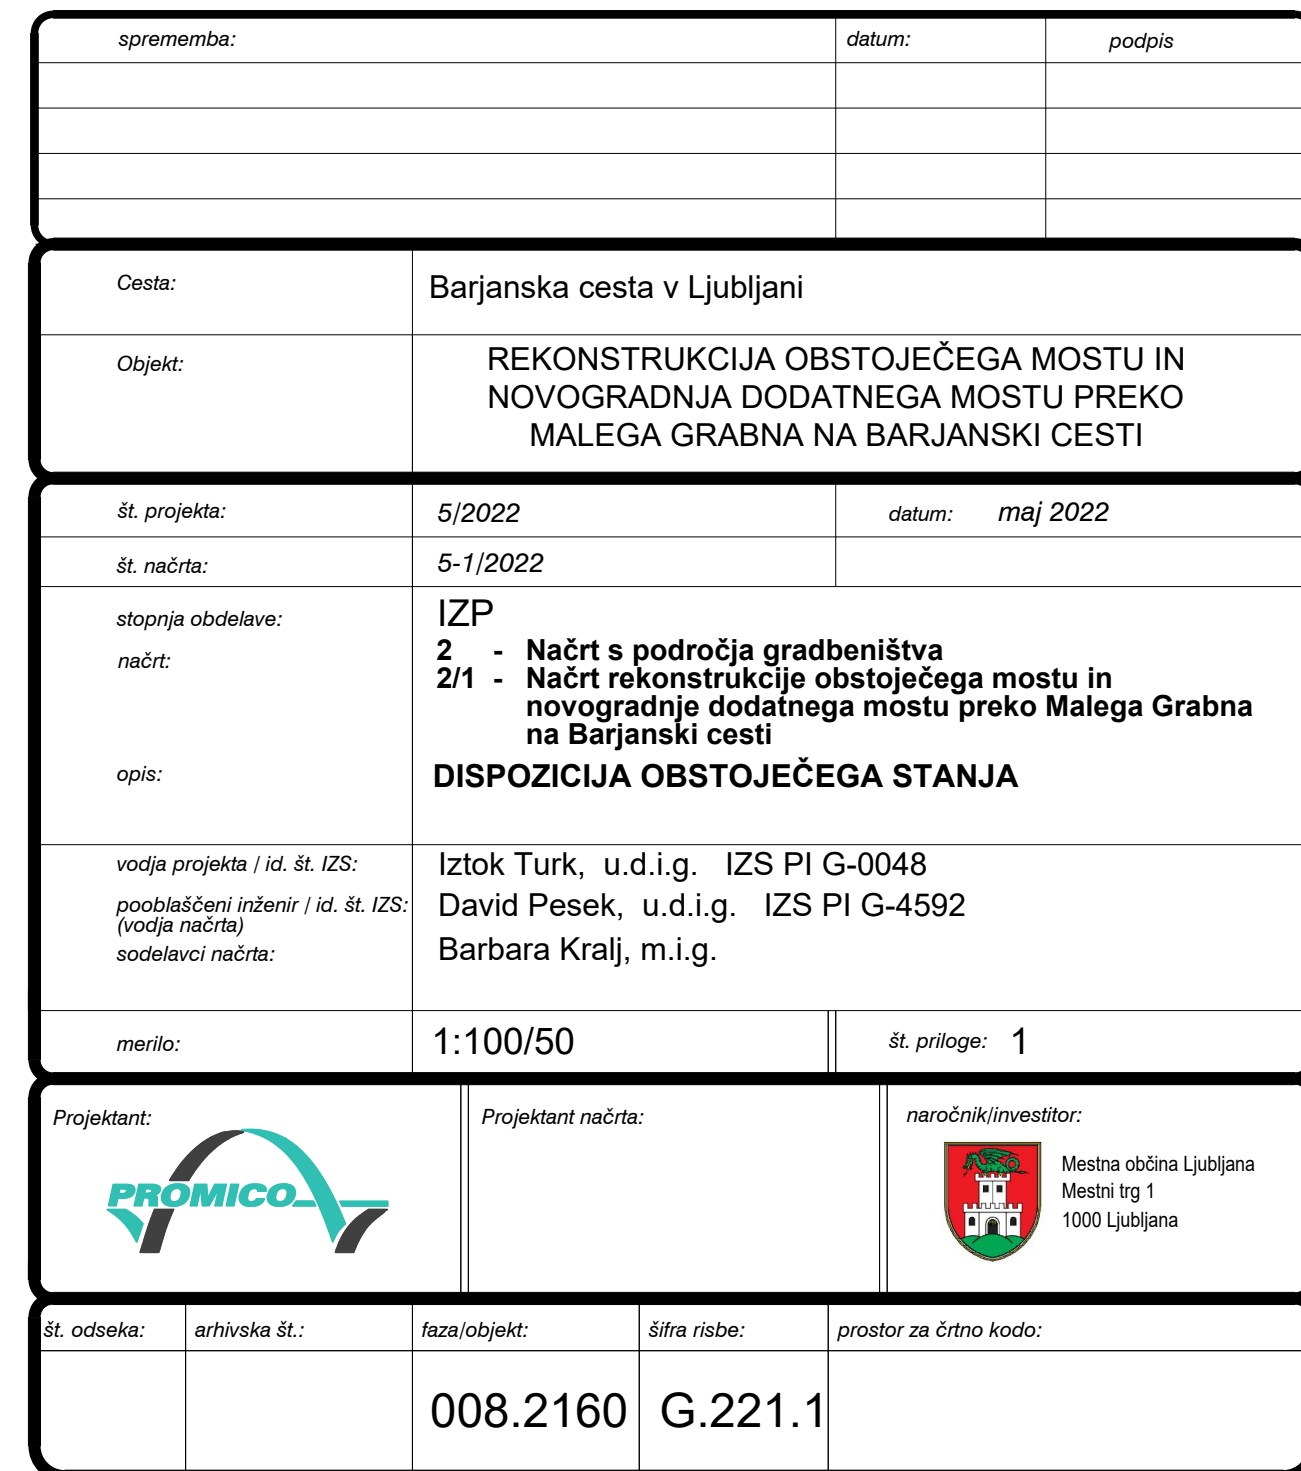 sprememba: datum: podpis
Cesta: Barjanska cesta v Ljubljani
Objekt: REKONSTRUKCIJA OBSTOJEČEGA MOSTU IN
NOVOGRADNJA DODATNEGA MOSTU PREKO
MALEGA GRABNA NA BARJANSKI CESTI
št. projekta: 5/2022 datum: maj 2022
št. načrta: 5-1/2022
stopnja obdelave: IZP
načrt: 2 - Načrt s področja gradbeništva
2/1 - Načrt rekonstrukcije obstoječega mostu in
novogradnje dodatnega mostu preko Malega Grabna
na Barjanski cesti
opis: DISPOZICIJA OBSTOJEČEGA STANJA
vodja projekta / id. št. IZS: Iztok Turk, u.d.i.g. IZS PI G-0048
pooblaščeni inženir / id. št. IZS: David Pesek, u.d.i.g. IZS PI G-4592
(vodja načrta)
sodelavci načrta: Barbara Kralj, m.i.g.
merilo: 1:100/50 št. priloge: 1
Projektant: Projektant načrta: naročnik/investitor:
PROMICO
Mestna občina Ljubljana
Mestni trg 1
1000 Ljubljana
št. odseka: arhivska št.: faza/objekt: šifra risbe: prostor za črtno kodo:
008.2160 G.221.1